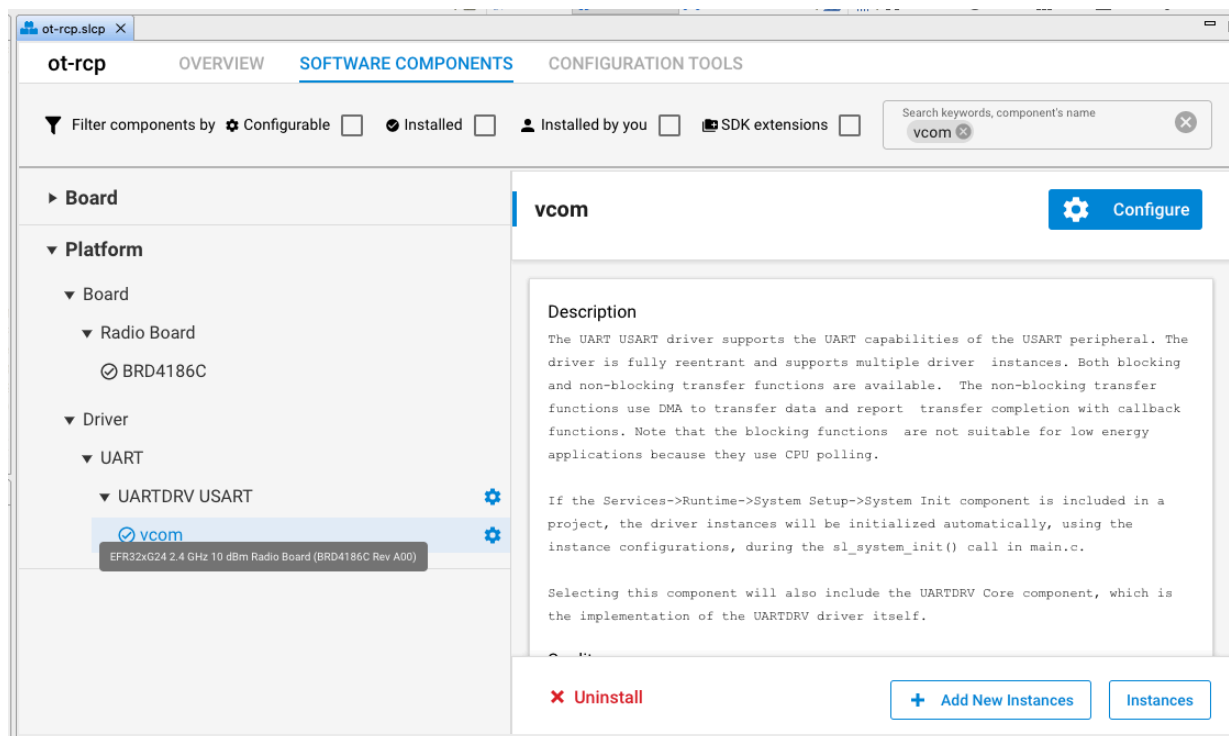 ot-rcp.slcp
ot-rcp OVERVIEW SOFTWARE COMPONENTS CONFIGURATION TOOLS
Filter components by Configurable Installed Installed by you SDK extensions
Search keywords, component's name
vcom
Board
Platform
Board
Radio Board
BRD4186C
Driver
UART
UARTDRV USART
vcom
EFR32xG24 2.4 GHz 10 dBm Radio Board (BRD4186C Rev A00)
vcom
Configure
Description
The UART USART driver supports the UART capabilities of the USART peripheral. The
driver is fully reentrant and supports multiple driver instances. Both blocking
and non-blocking transfer functions are available. The non-blocking transfer
functions use DMA to transfer data and report transfer completion with callback
functions. Note that the blocking functions are not suitable for low energy
applications because they use CPU polling.
If the Services->Runtime->System Setup->System Init component is included in a
project, the driver instances will be initialized automatically, using the
instance configurations, during the sl_system_init() call in main.c.
Selecting this component will also include the UARTDRV Core component, which is
the implementation of the UARTDRV driver itself.
Uninstall
Add New Instances
Instances